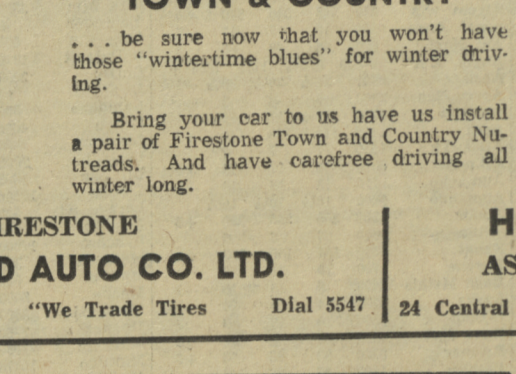 TOWN & COUNTRY
... be sure now that you won't have
those "wintertime blues" for winter driv-
ing.
Bring your car to us have us install
a pair of Firestone Town and Country Nu-
treads. And have carefree driving all
winter long.
IRESTONE
D AUTO CO. LTD.
"We Trade Tires Dial 5547
H
AS
24 Central